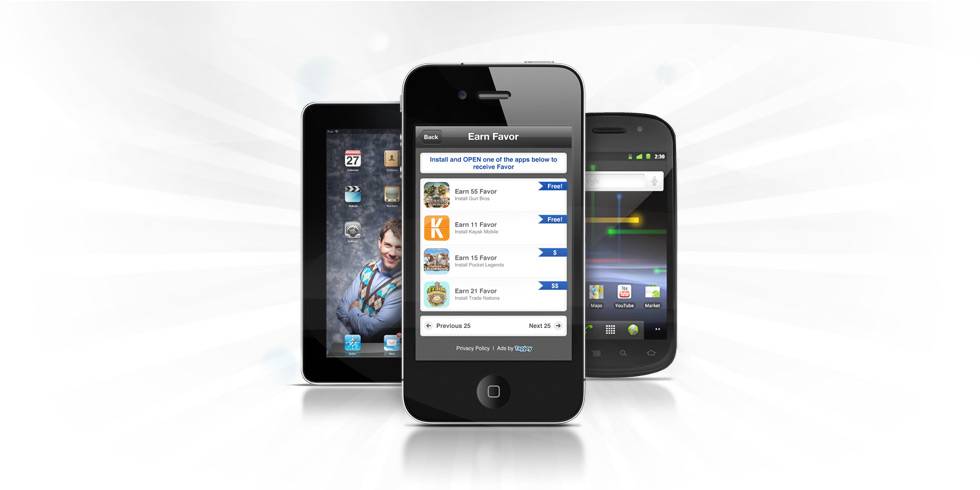 27
Back
Earn Favor
Install and OPEN one of the apps below to
receive Favor
Earn 55 Favor
Install Gun Bros
Free!
Earn 11 Favor
Install Kayak Mobile
Free!
K
Earn 15 Favor
Install Pocket Legends
$
Earn 21 Favor
Install Trade Nations
$$
Previous 25
Next 25
Privacy Policy | Ads by Tapjoy
2:30
Maps
YouTube
Market